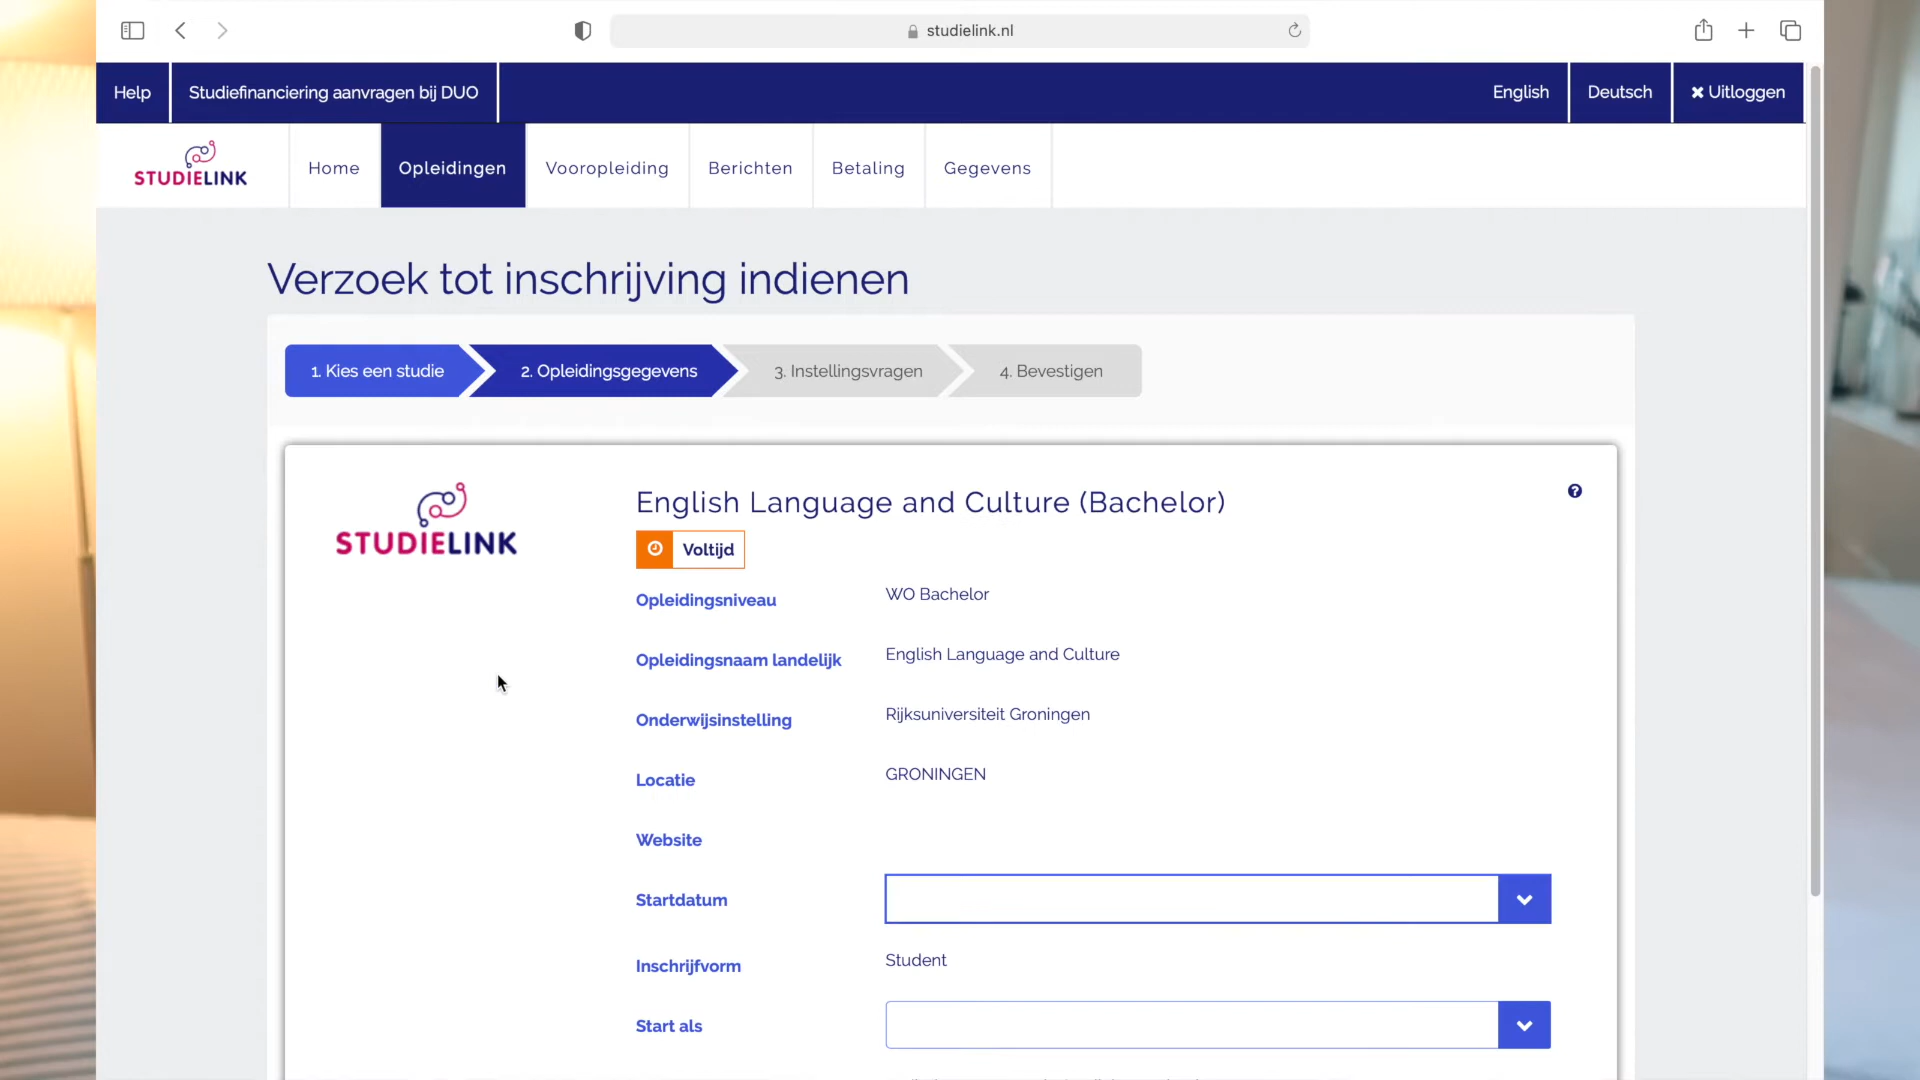 studielink.nl
Help
Studiefinanciering aanvragen bij DUO
English
Deutsch
Uitloggen
STUDIELINK
Home
Opleidingen
Vooropleiding
Berichten
Betaling
Gegevens
Verzoek tot inschrijving indienen
1. Kies een studie
2. Opleidingsgegevens
3. Instellingsvragen
4. Bevestigen
STUDIELINK
English Language and Culture (Bachelor)
Voltijd
Opleidingsniveau
WO Bachelor
Opleidingsnaam landelijk
English Language and Culture
Onderwijsinstelling
Rijksuniversiteit Groningen
Locatie
GRONINGEN
Website
Startdatum
Inschrijfvorm
Student
Start als